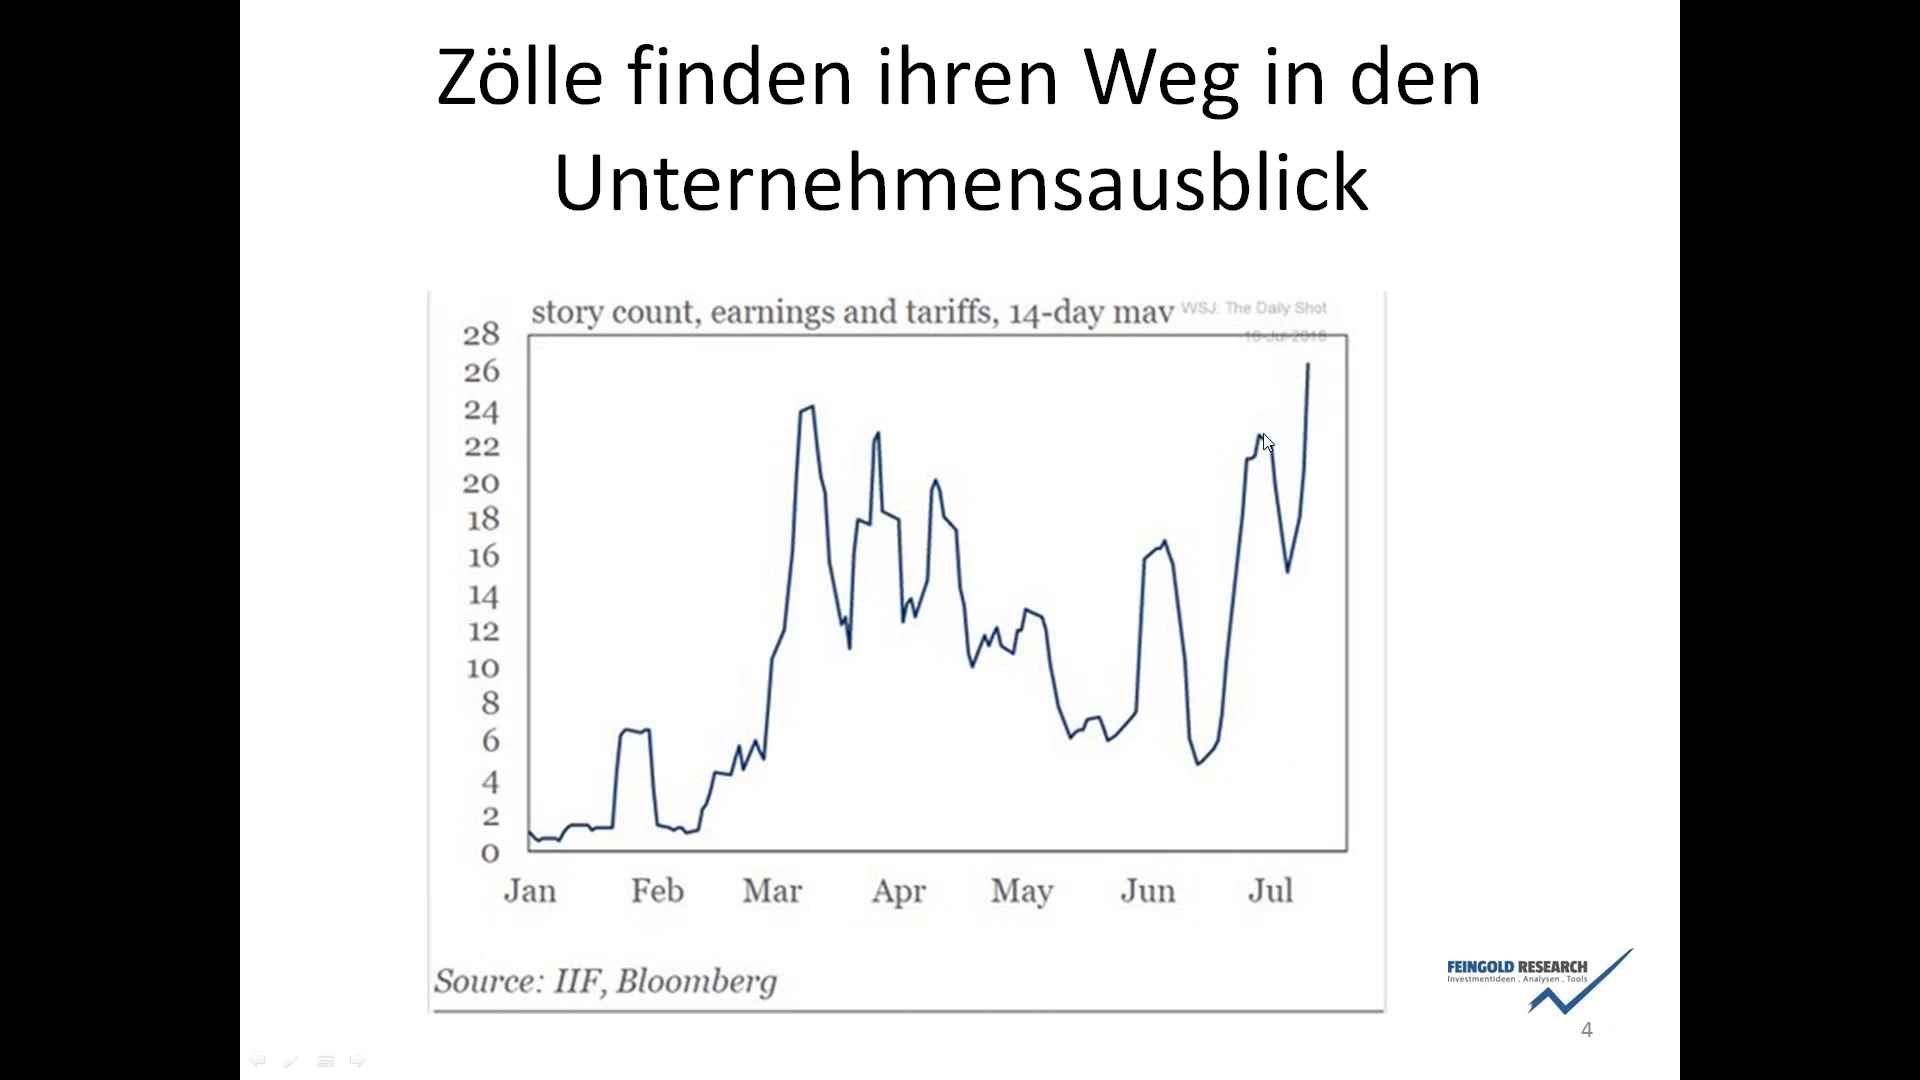 Zölle finden ihren Weg in den
Unternehmensausblick
story count, earnings and tariffs, 14-day mav
WSJ: The Daily Shot
28
26
24
22
20
18
16
14
12
10
8
6
4
2
0
Jan Feb Mar Apr May Jun Jul
Source: IIF, Bloomberg
FEINGOLD RESEARCH
Investmentideen . Analysen . Tools
4